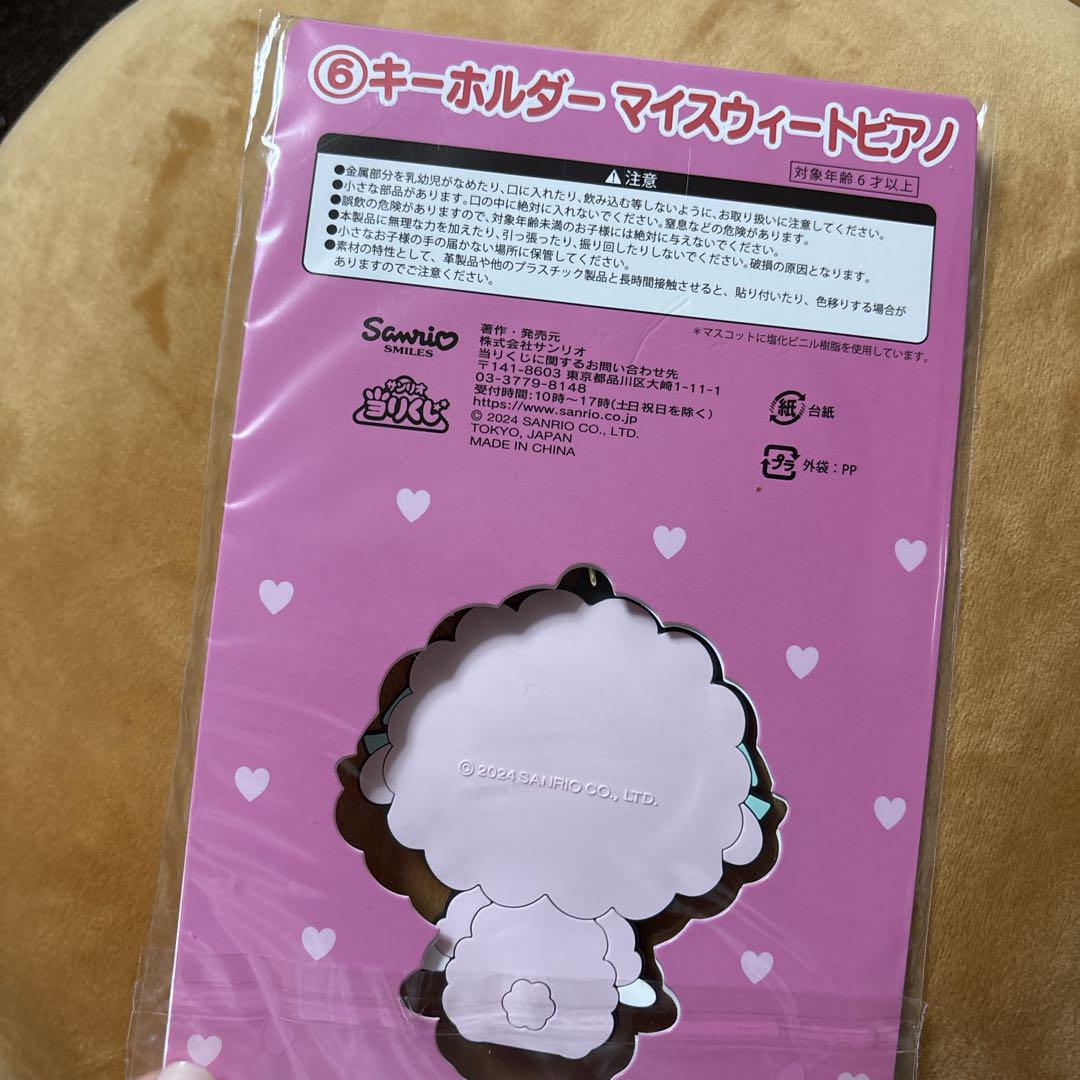 ⑥キーホルダー マイスウィートピアノ
対象年齢6才以上
⚠注意
●金属部分を乳幼児がなめたり、口に入れたり、飲み込む等しないように、お取り扱いに注意してください。
●小さな部品があります。口の中に絶対に入れないでください。窒息などの危険があります。
●誤飲の危険がありますので、対象年齢未満のお子様には絶対に与えないでください。
●本製品に無理な力を加えたり、引っ張ったり、振り回したりしないでください。破損の原因となります。
●小さなお子様の手の届かない場所に保管してください。
●素材の特性として、革製品や他のプラスチック製品と長時間接触させると、貼り付いたり、色移りする場合が
ありますのでご注意ください。
＊マスコットに塩化ビニル樹脂を使用しています。
Sanrio
SMILES
サンリオ
当りくじ
著作・発売元
株式会社サンリオ
当りくじに関するお問い合わせ先
〒141-8603 東京都品川区大崎1-11-1
03-3779-8148
受付時間:10時～17時(土日祝日を除く)
https://www.sanrio.co.jp
© 2024 SANRIO CO., LTD.
TOKYO, JAPAN
MADE IN CHINA
紙 台紙
プラ 外袋：PP
© 2024 SANRIO CO., LTD.